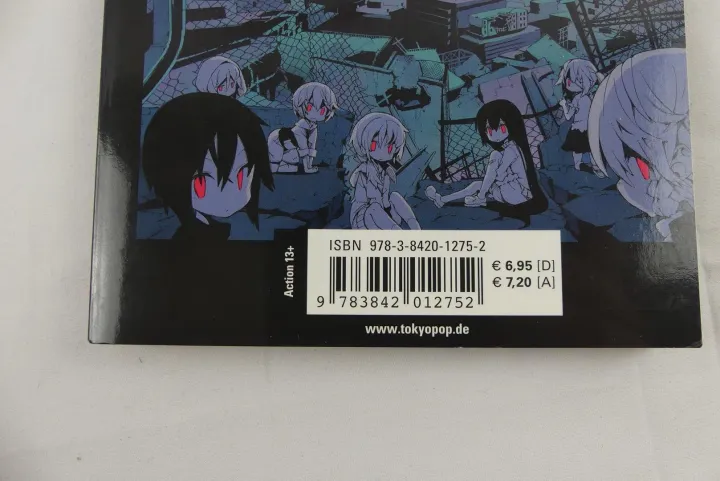 Action 13+
ISBN 978-3-8420-1275-2
€ 6,95 [D]
€ 7,20 [A]
9 783842 012752
www.tokyopop.de